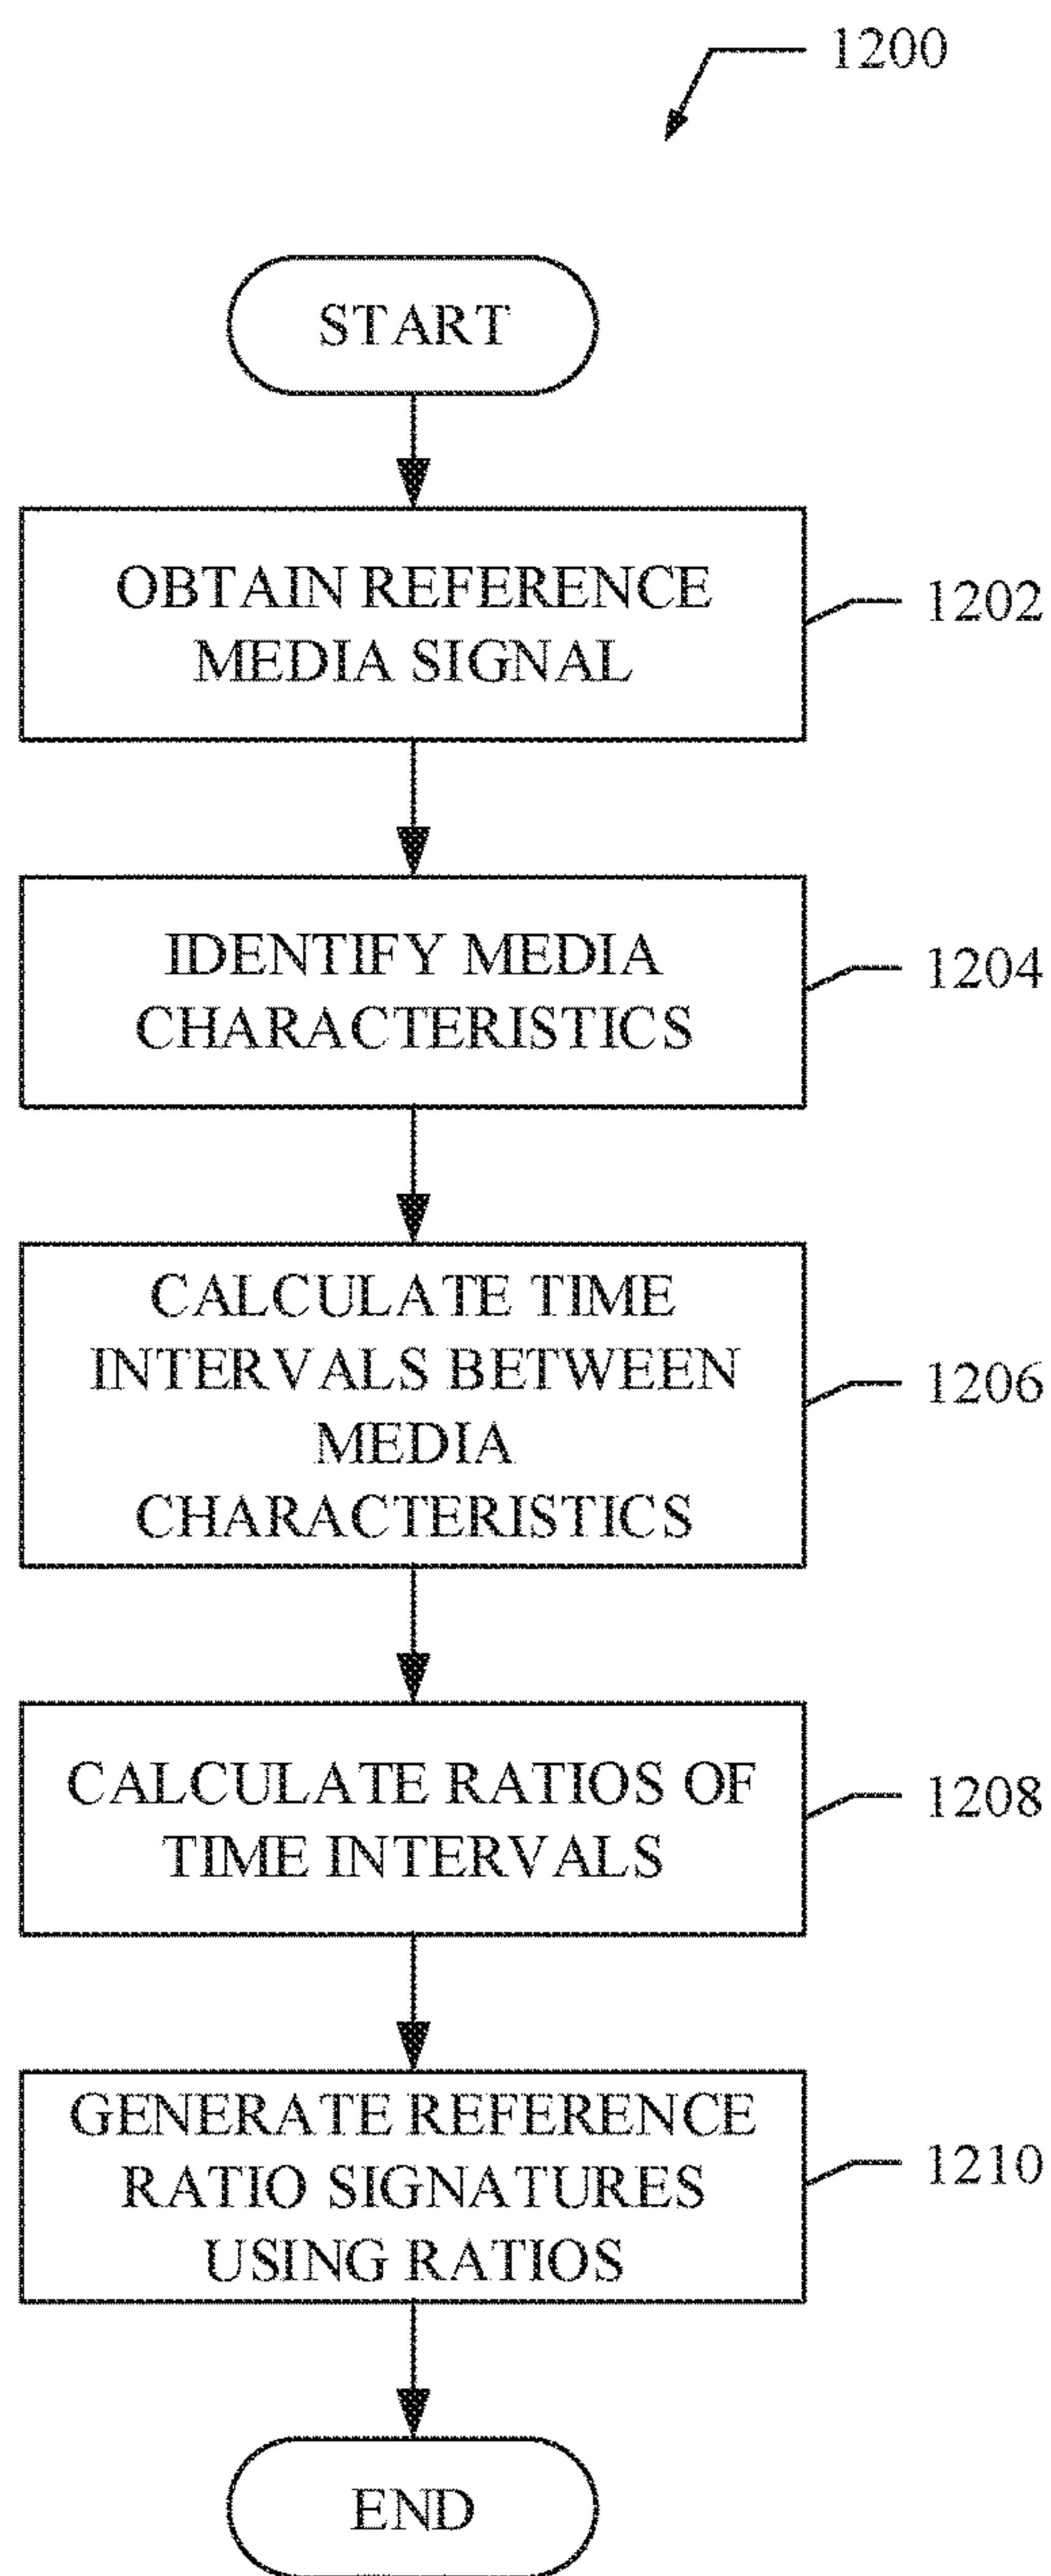 1200
START
OBTAIN REFERENCE
MEDIA SIGNAL
1202
IDENTIFY MEDIA
CHARACTERISTICS
1204
CALCULATE TIME
INTERVALS BETWEEN
MEDIA
CHARACTERISTICS
1206
CALCULATE RATIOS OF
TIME INTERVALS
1208
GENERATE REFERENCE
RATIO SIGNATURES
USING RATIOS
1210
END